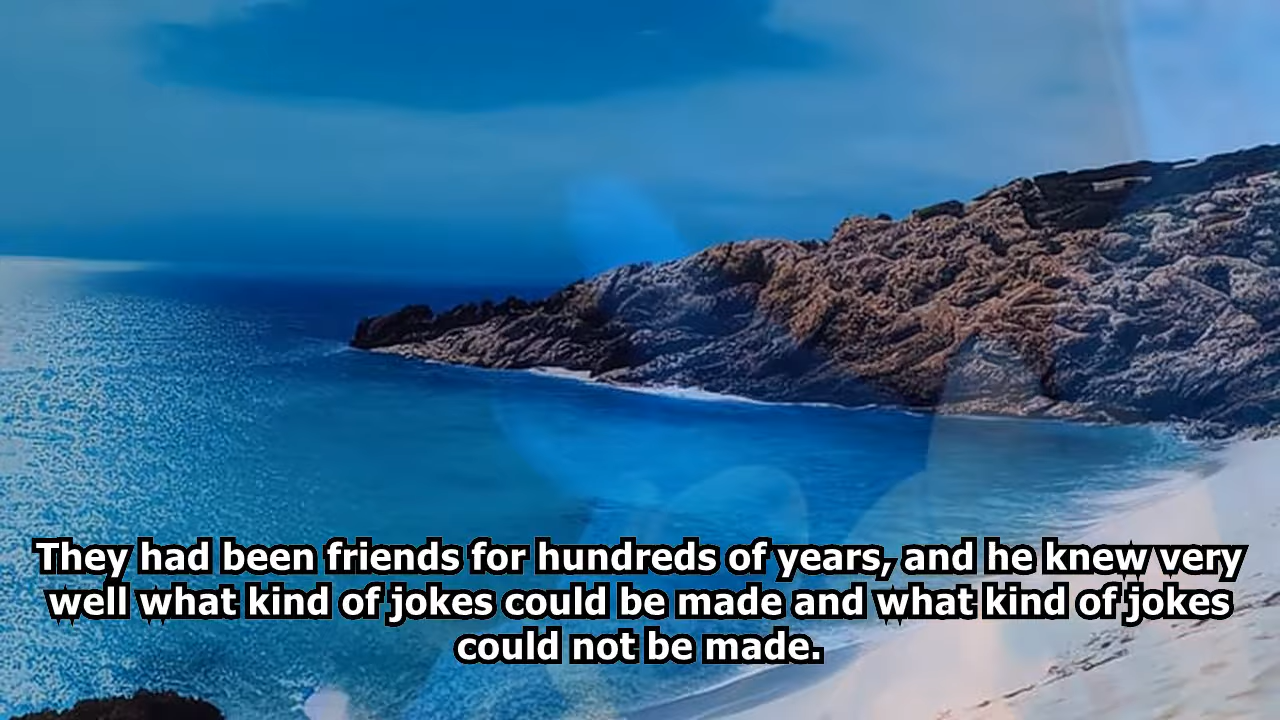 They had been friends for hundreds of years, and he knew very
well what kind of jokes could be made and what kind of jokes
could not be made.